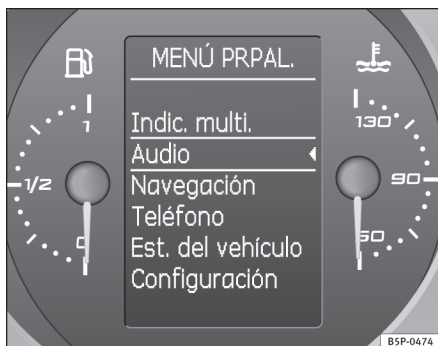 MENÚ PRPAL.
Indic. multi.
Audio
Navegación
Teléfono
Est. del vehículo
Configuración
1
1/2
0
130
90
50
B5P-0474